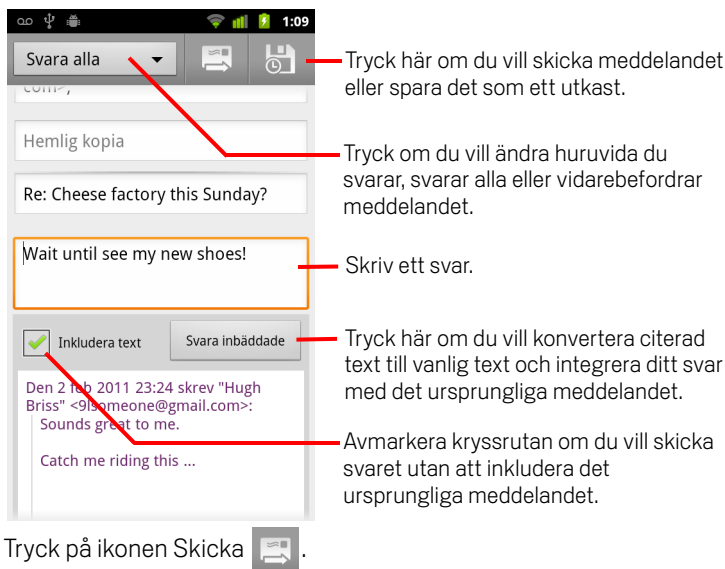 1:09
Svara alla
com>,
Hemlig kopia
Re: Cheese factory this Sunday?
Wait until see my new shoes!
Inkludera text
Svara inbäddade
Den 2 feb 2011 23:24 skrev "Hugh
Briss" <9lsomeone@gmail.com>:
Sounds great to me.
Catch me riding this ...
Tryck här om du vill skicka meddelandet
eller spara det som ett utkast.
Tryck om du vill ändra huruvida du
svarar, svarar alla eller vidarebefordrar
meddelandet.
Skriv ett svar.
Tryck här om du vill konvertera citerad
text till vanlig text och integrera ditt svar
med det ursprungliga meddelandet.
Avmarkera kryssrutan om du vill skicka
svaret utan att inkludera det
ursprungliga meddelandet.
Tryck på ikonen Skicka .